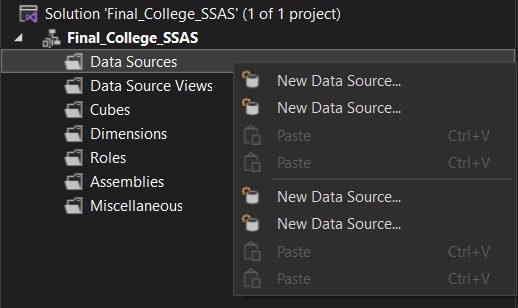 Solution 'Final_College_SSAS' (1 of 1 project)
Final_College_SSAS
Data Sources
Data Source Views
Cubes
Dimensions
Roles
Assemblies
Miscellaneous
New Data Source...
New Data Source...
Paste Ctrl+V
Paste Ctrl+V
New Data Source...
New Data Source...
Paste Ctrl+V
Paste Ctrl+V